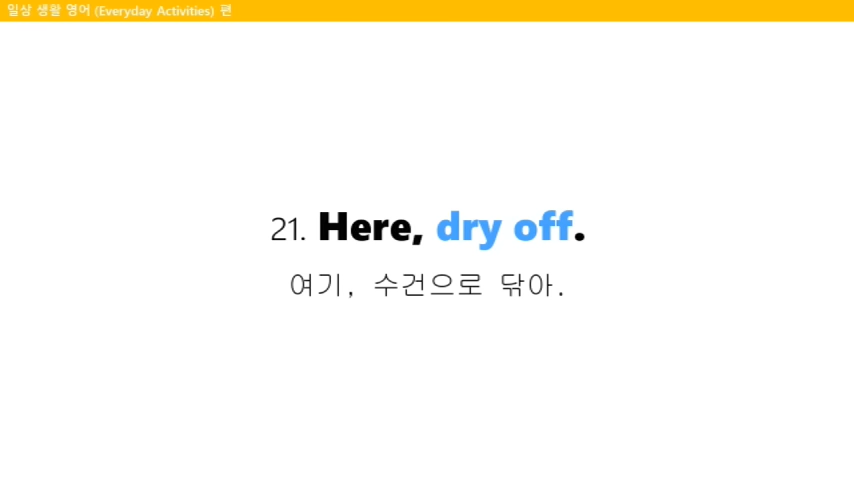 일상 생활 영어 (Everyday Activities) 편
21. Here, dry off.
여기, 수건으로 닦아.